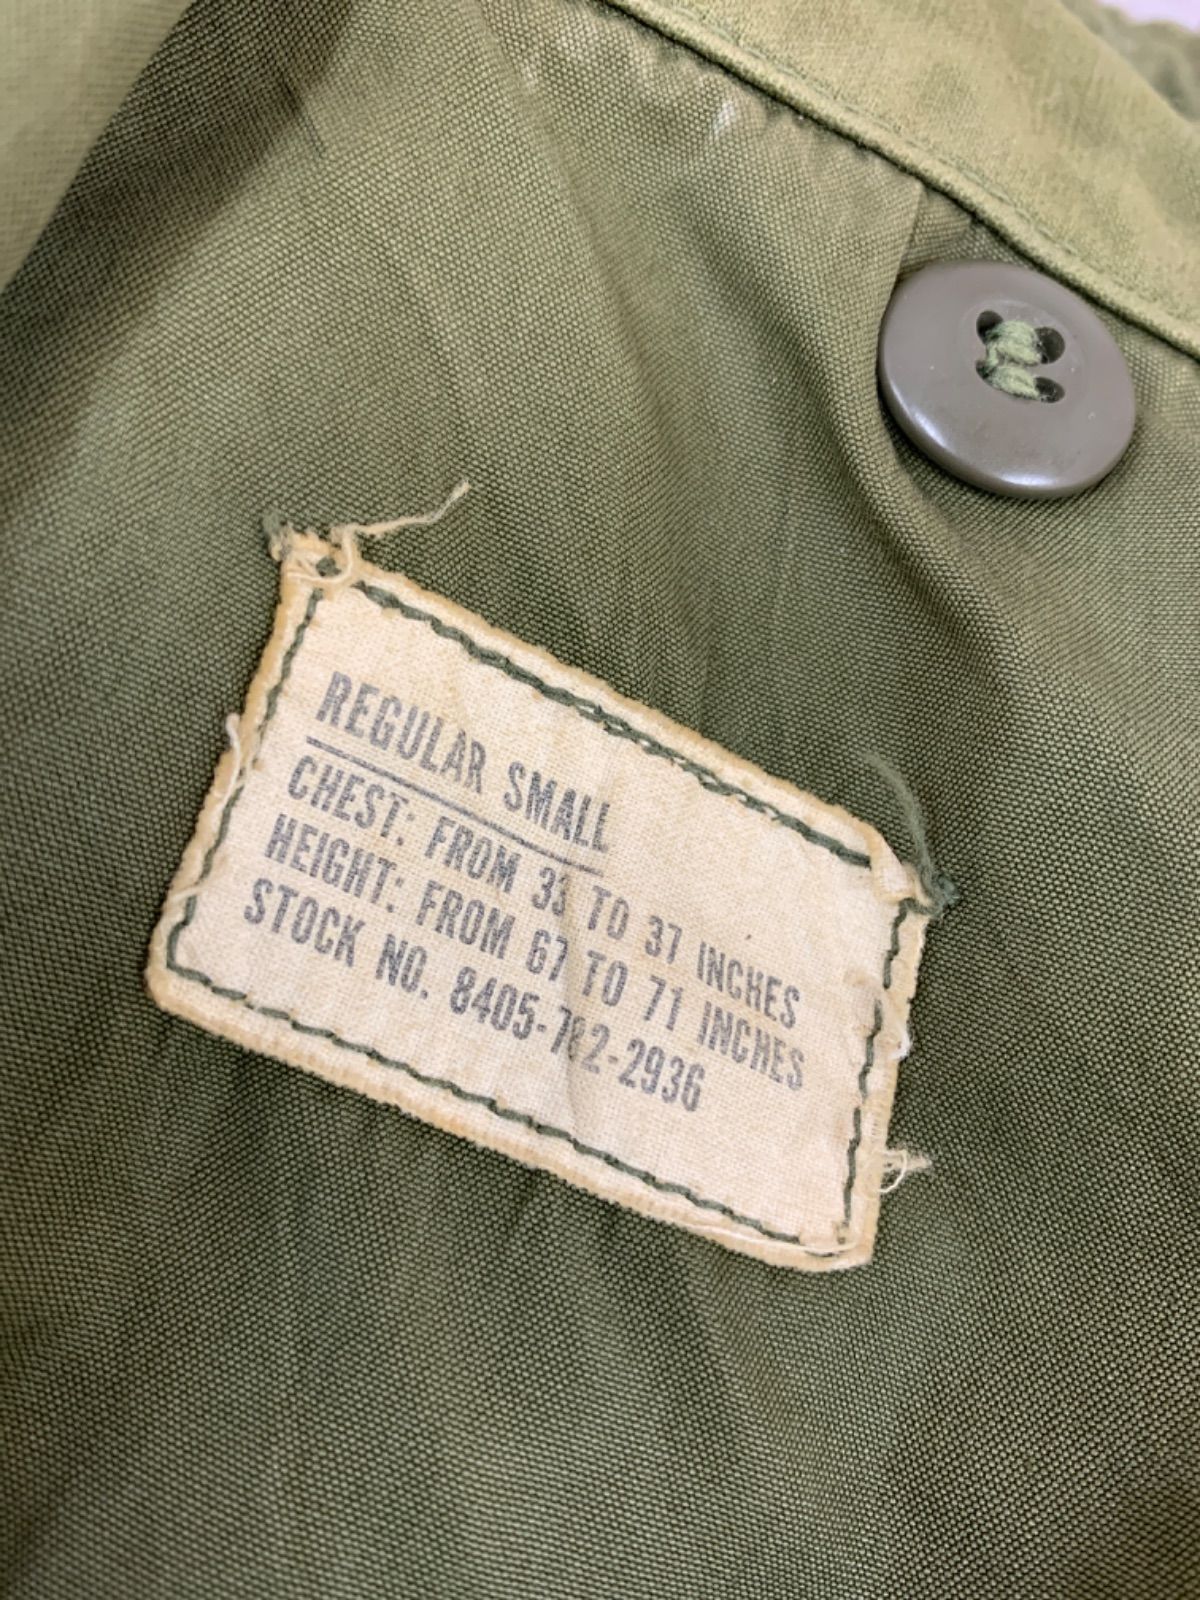 REGULAR SMALL
CHEST: FROM 33 TO 37 INCHES
HEIGHT: FROM 67 TO 71 INCHES
STOCK NO. 8405-782-2936